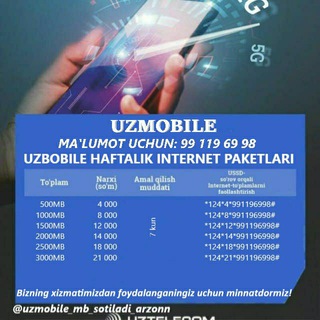 5G
5G
UZMOBILE
MA'LUMOT UCHUN: 99 119 69 98
UZBOBILE HAFTALIK INTERNET PAKETLARI
To'plam Narxi (so'm) Amal qilish muddati USSD-so'rov orqali Internet-to'plamlarni faollashtirish
500MB 4 000 *124*4*991196998#
1000MB 8 000 *124*8*991196998#
1500MB 12 000 7 kun *124*12*991196998#
2000MB 14 000 *124*14*991196998#
2500MB 18 000 *124*18*991196998#
3000MB 21 000 *124*21*991196998#
Bizning xizmatimizdan foydalanganingiz uchun minnatdormiz!
@uzmobile_mb_sotiladi_arzonn
UZTELECOM